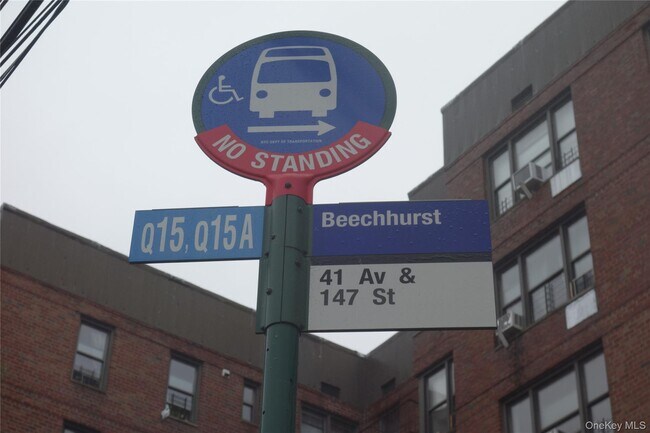 NO STANDING
Q15, Q15A
Beechhurst
41 Av &
147 St
OneKey MLS